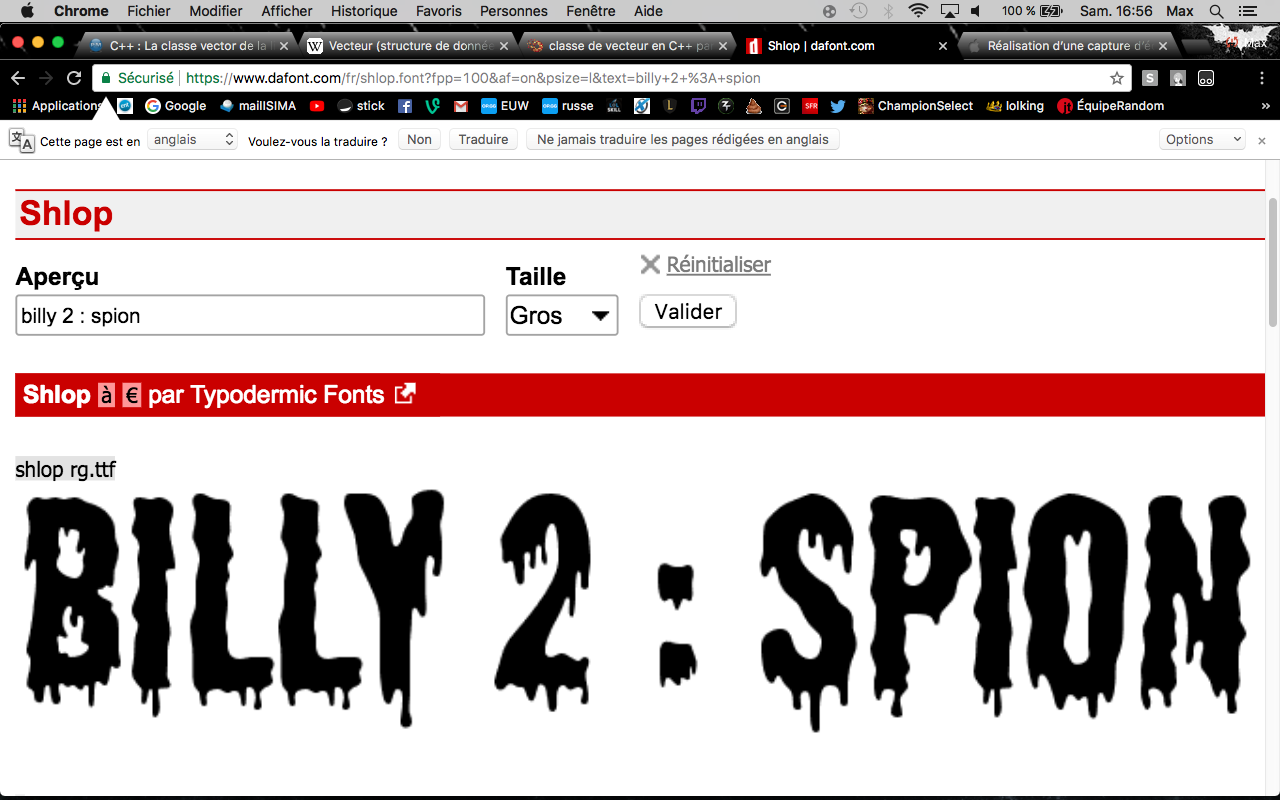 Chrome Fichier Modifier Afficher Historique Favoris Personnes Fenêtre Aide 100 % Sam. 16:56 Max
C++ : La classe vector de la Vecteur (structure de donné classe de vecteur en C++ par Shlop | dafont.com Réalisation d'une capture d'é Max
Sécurisé https://www.dafont.com/fr/shlop.font?fpp=100&af=on&psize=l&text=billy+2+%3A+spion
Applications Google mailISIMA stick EUW russe ChampionSelect lolking ÉquipeRandom »
Cette page est en anglais Voulez-vous la traduire ? Non Traduire Ne jamais traduire les pages rédigées en anglais Options
Shlop
Réinitialiser
Aperçu Taille
billy 2 : spion Gros Valider
Shlop à € par Typodermic Fonts
shlop rg.ttf
BILLY 2 : SPION